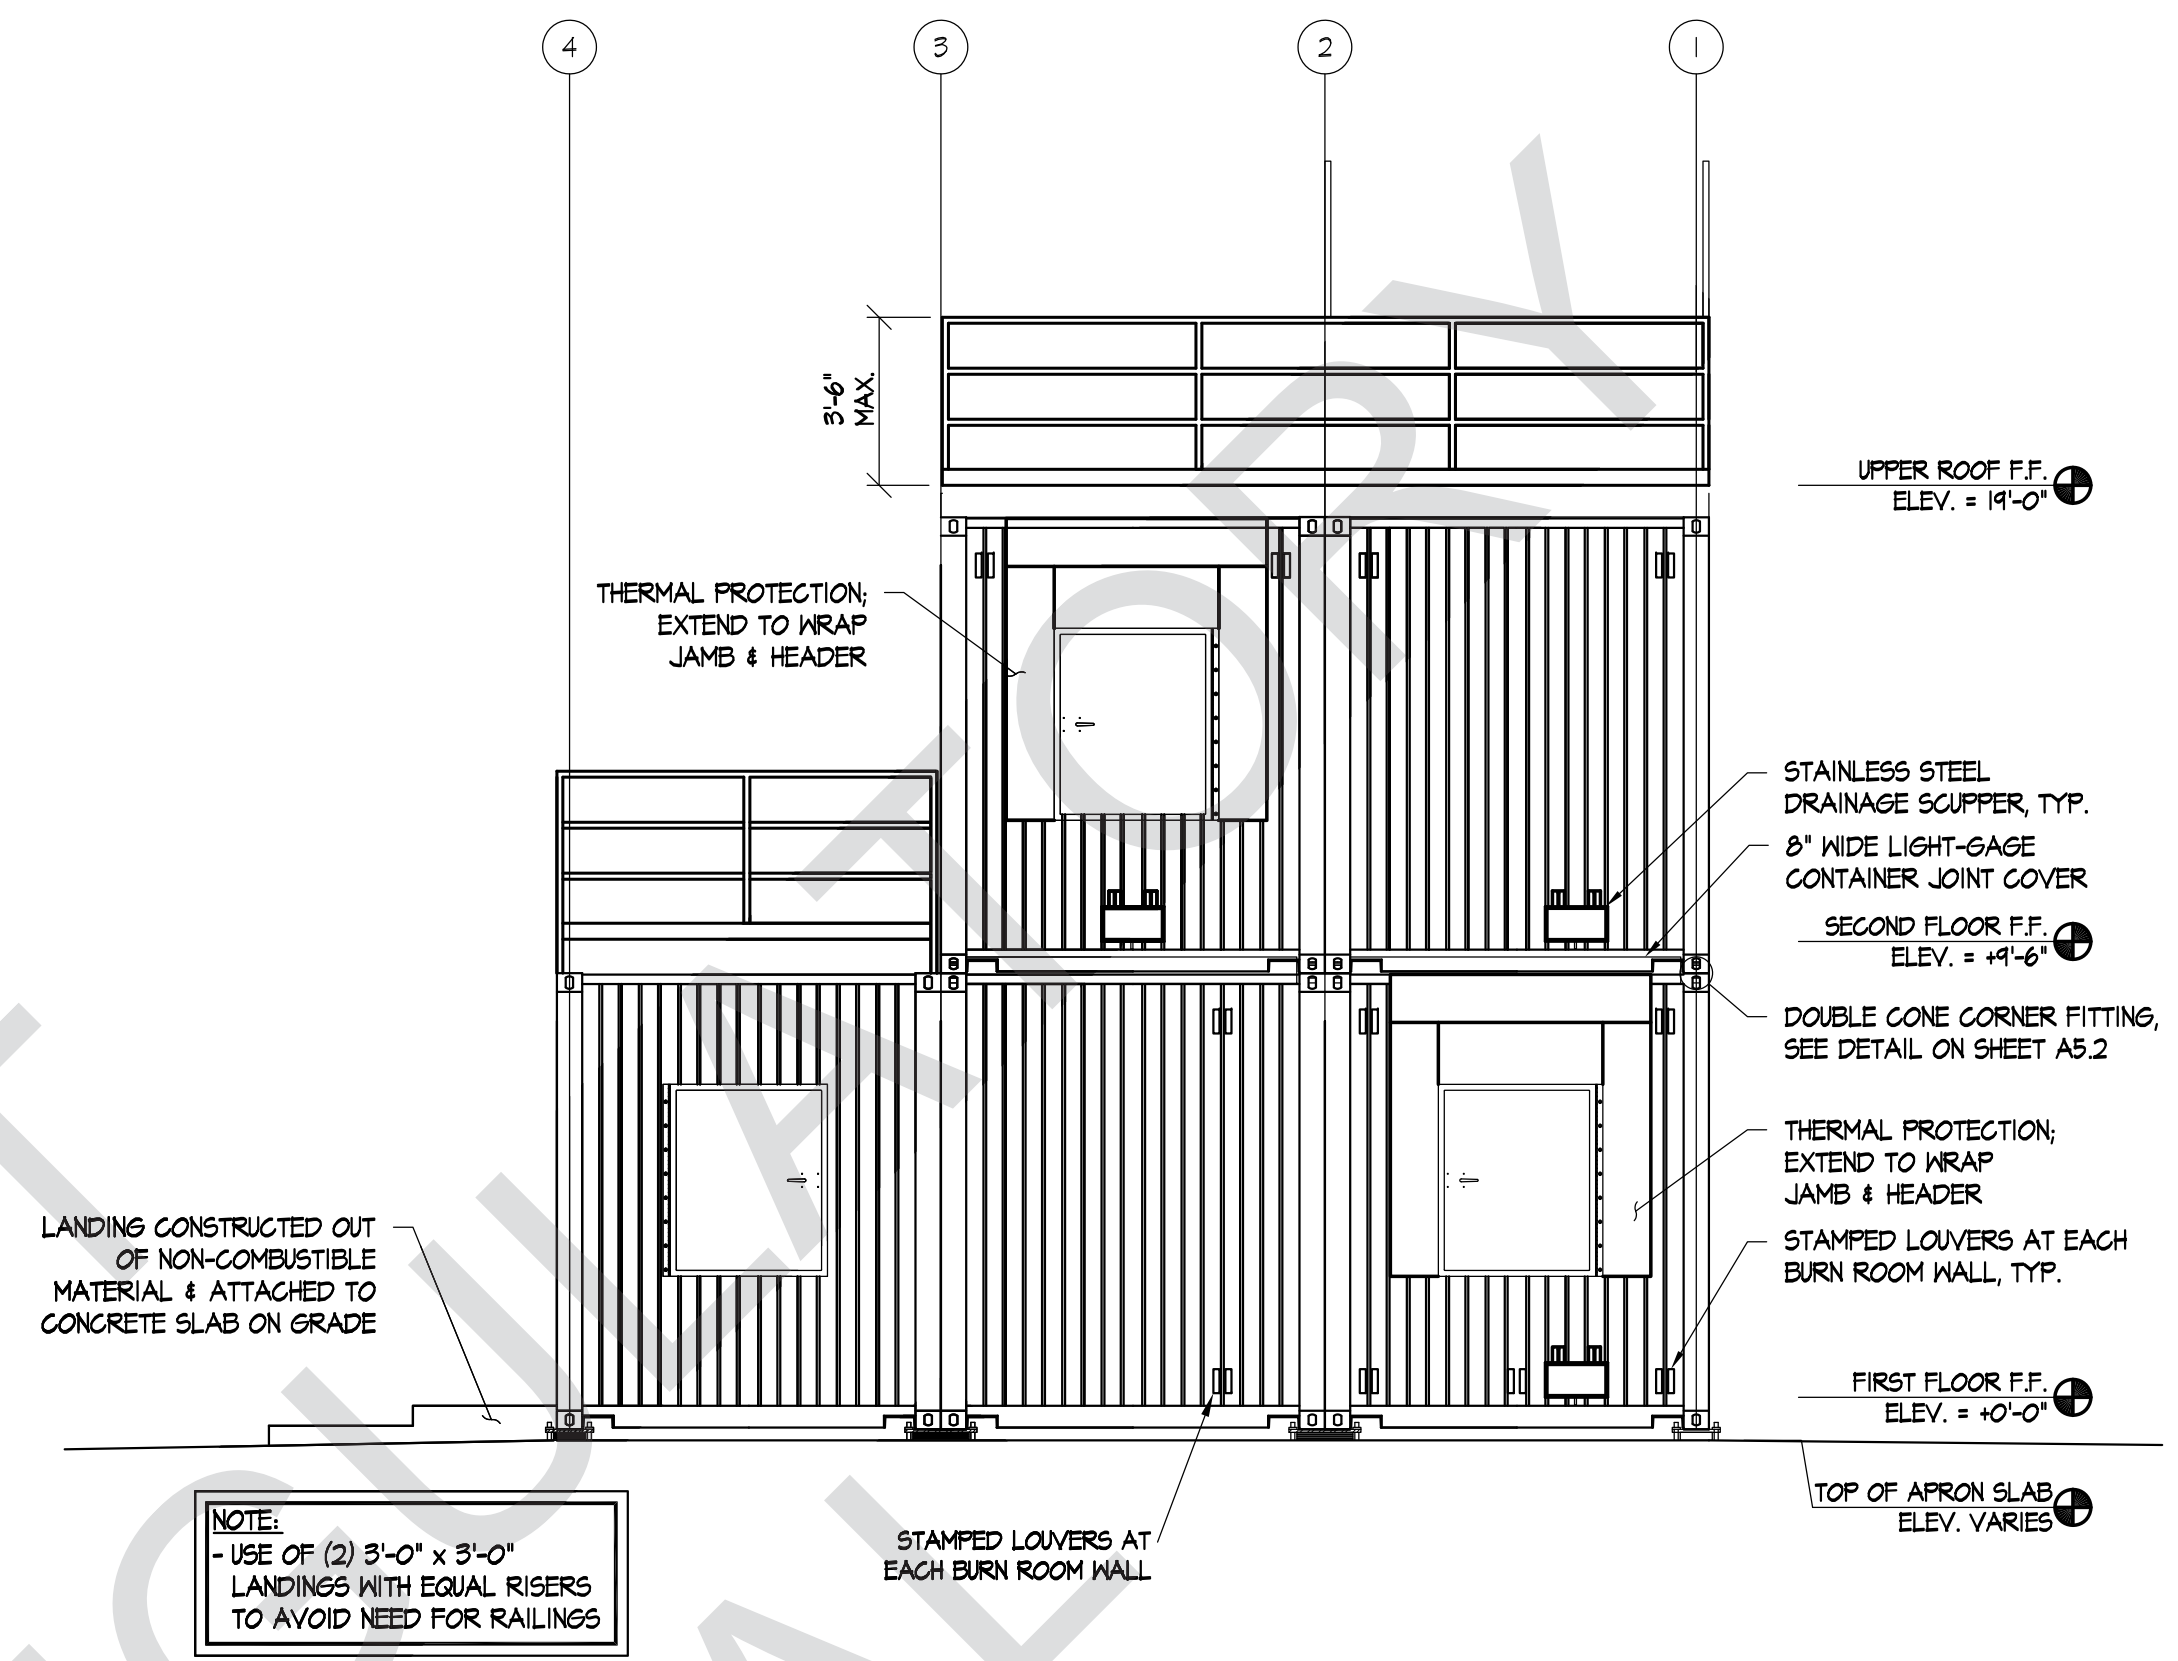 4
3
2
1
3'-6"
MAX.
UPPER ROOF F.F.
ELEV. = 19'-0"
THERMAL PROTECTION;
EXTEND TO WRAP
JAMB & HEADER
STAINLESS STEEL
DRAINAGE SCUPPER, TYP.
8" WIDE LIGHT-GAGE
CONTAINER JOINT COVER
SECOND FLOOR F.F.
ELEV. = +9'-6"
DOUBLE CONE CORNER FITTING,
SEE DETAIL ON SHEET A5.2
THERMAL PROTECTION;
EXTEND TO WRAP
JAMB & HEADER
STAMPED LOUVERS AT EACH
BURN ROOM WALL, TYP.
LANDING CONSTRUCTED OUT
OF NON-COMBUSTIBLE
MATERIAL & ATTACHED TO
CONCRETE SLAB ON GRADE
FIRST FLOOR F.F.
ELEV. = +0'-0"
TOP OF APRON SLAB
ELEV. VARIES
NOTE:
- USE OF (2) 3'-0" x 3'-0"
LANDINGS WITH EQUAL RISERS
TO AVOID NEED FOR RAILINGS
STAMPED LOUVERS AT
EACH BURN ROOM WALL